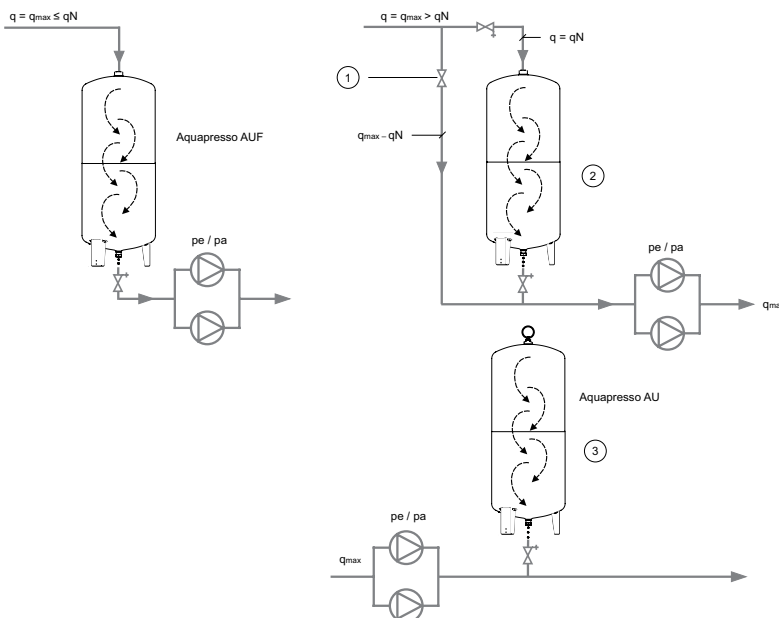 q = qmax ≤ qN
Aquapresso AUF
pe / pa
q = qmax > qN
q = qN
1
qmax – qN
2
pe / pa
Aquapresso AU
3
pe / pa
qmax